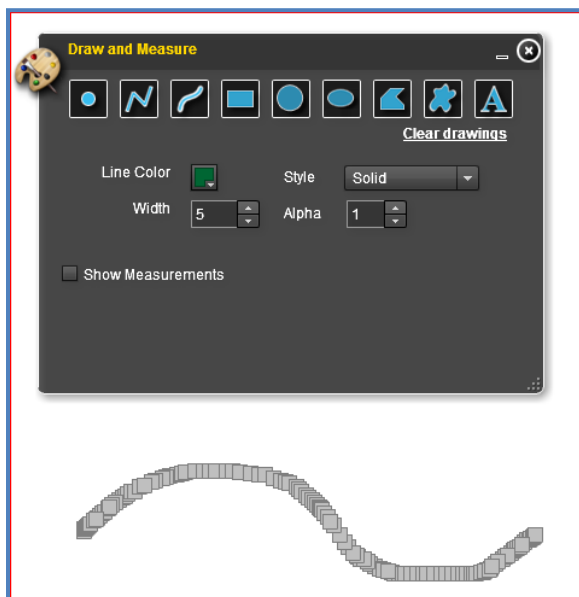 Draw and Measure
A
Clear drawings
Line Color Style Solid
Width 5 Alpha 1
Show Measurements